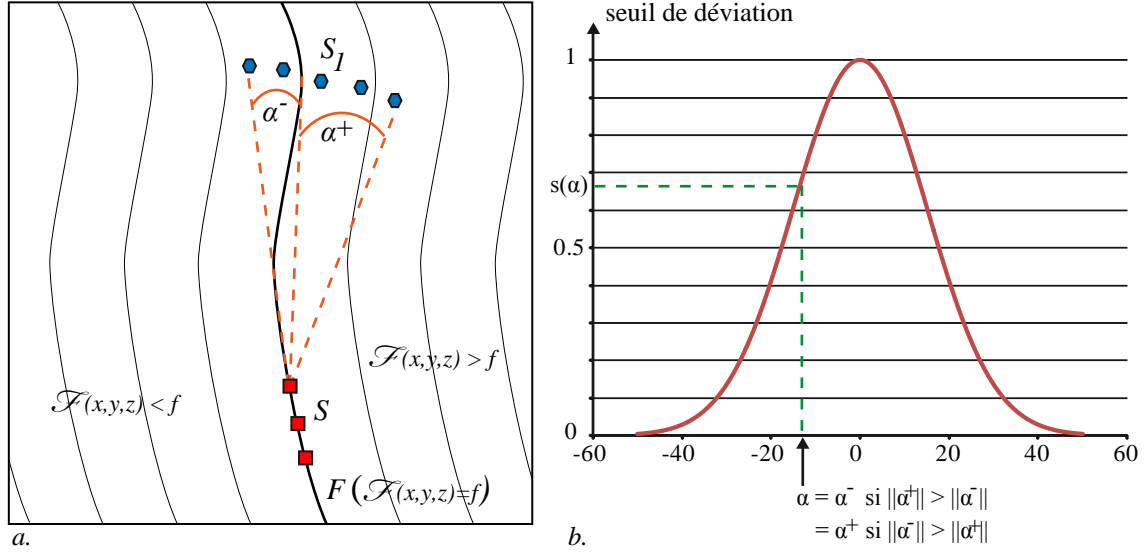 S₁
α⁻
α⁺
ℱ(x,y,z) > f
ℱ(x,y,z) < f
S
F (ℱ(x,y,z)=f)
a.
seuil de déviation
1
s(α)
0.5
0
-60 -40 -20 0 20 40 60
α = α⁻ si ||α⁺|| > ||α⁻||
= α⁺ si ||α⁻|| > ||α⁺||
b.